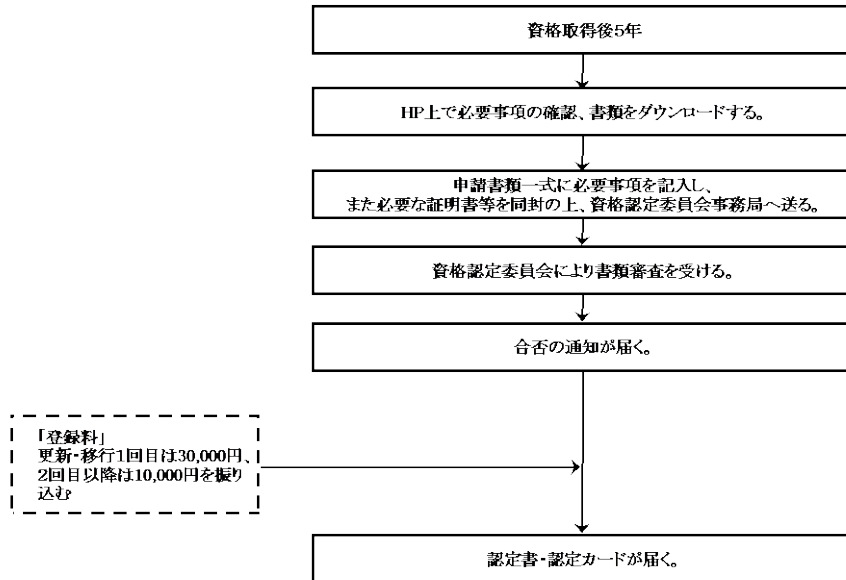 資格取得後5年
HP上で必要事項の確認、書類をダウンロードする。
申請書類一式に必要事項を記入し、
また必要な証明書等を同封の上、資格認定委員会事務局へ送る。
資格認定委員会により書類審査を受ける。
合否の通知が届く。
「登録料」
更新・移行1回目は30,000円、
2回目以降は10,000円を振り
込む
認定書・認定カードが届く。